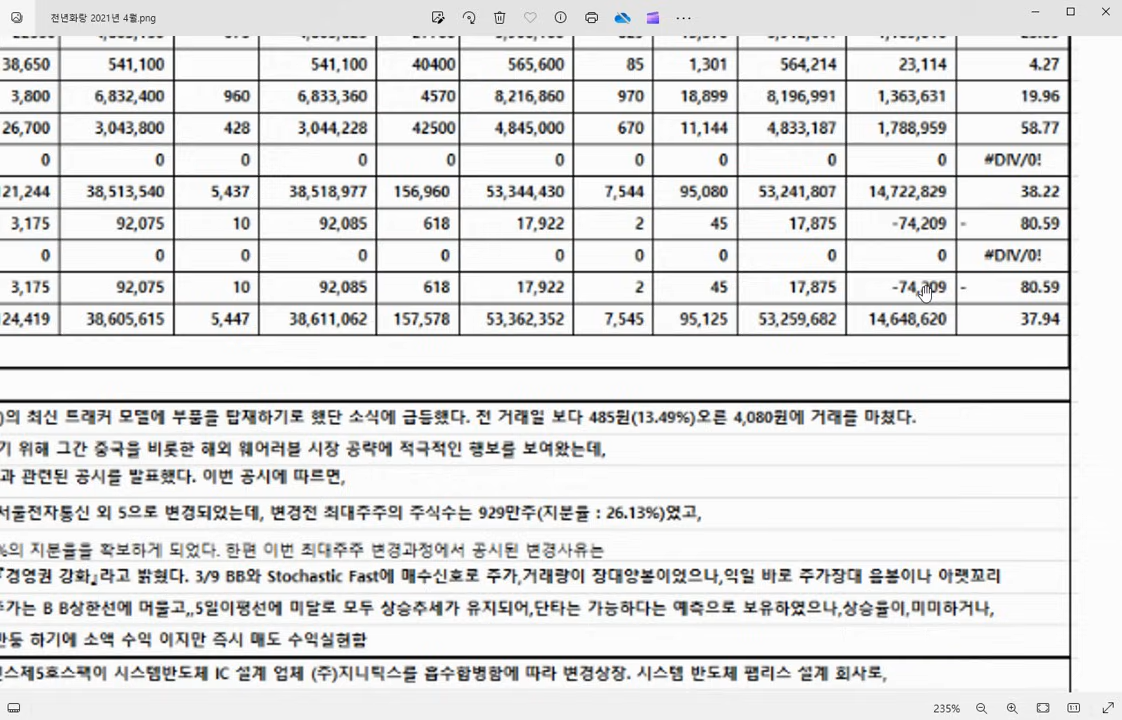 전년화랑 2021년 4월.png
38,650 541,100 541,100 40400 565,600 85 1,301 564,214 23,114 4.27
3,800 6,832,400 960 6,833,360 4570 8,216,860 970 18,899 8,196,991 1,363,631 19.96
26,700 3,043,800 428 3,044,228 42500 4,845,000 670 11,144 4,833,187 1,788,959 58.77
0 0 0 0 0 0 0 0 0 0 #DIV/0!
121,244 38,513,540 5,437 38,518,977 156,960 53,344,430 7,544 95,080 53,241,807 14,722,829 38.22
3,175 92,075 10 92,085 618 17,922 2 45 17,875 -74,209 - 80.59
0 0 0 0 0 0 0 0 0 0 #DIV/0!
3,175 92,075 10 92,085 618 17,922 2 45 17,875 -74,209 - 80.59
124,419 38,605,615 5,447 38,611,062 157,578 53,362,352 7,545 95,125 53,259,682 14,648,620 37.94
)의 최신 트래커 모델에 부품을 탑재하기로 했단 소식에 급등했다. 전 거래일 보다 485원(13.49%)오른 4,080원에 거래를 마쳤다.
기 위해 그간 중국을 비롯한 해외 웨어러블 시장 공략에 적극적인 행보를 보여왔는데,
과 관련된 공시를 발표했다. 이번 공시에 따르면,
서울전자통신 외 5으로 변경되었는데, 변경전 최대주주의 주식수는 929만주(지분률 : 26.13%)였고,
%의 지분율을 확보하게 되었다. 한편 이번 최대주주 변경과정에서 공시된 변경사유는
『경영권 강화』라고 밝혔다. 3/9 BB와 Stochastic Fast에 매수신호로 주가,거래량이 장대양봉이었으나,익일 바로 주가장대 음봉이나 아랫꼬리
가는 B B상한선에 머물고,,5일이평선에 미달로 모두 상승추세가 유지되어,단타는 가능하다는 예측으로 보유하였으나,상승률이,미미하거나,
반등 하기에 소액 수익 이지만 즉시 매도 수익실현함
스제5호스팩이 시스템반도체 IC 설계 업체 (주)지니틱스를 흡수합병함에 따라 변경상장. 시스템 반도체 팹리스 설계 회사로,
235%